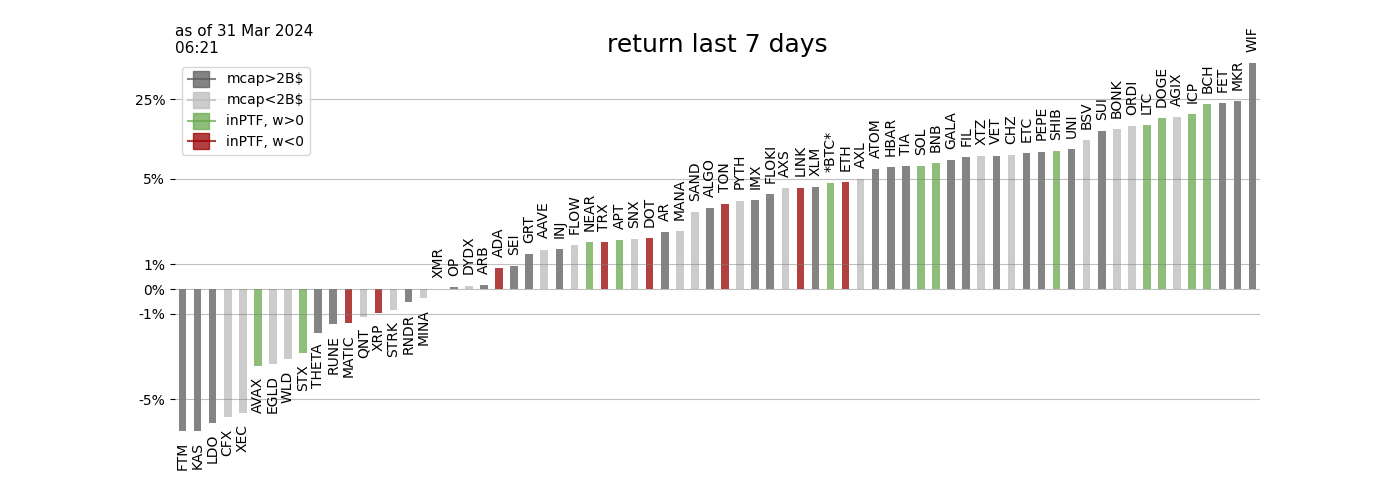 as of 31 Mar 2024
06:21
return last 7 days
mcap>2B$
mcap<2B$
inPTF, w>0
inPTF, w<0
25%
5%
1%
0%
-1%
-5%
FTM
KAS
LDO
CFX
XEC
AVAX
EGLD
WLD
STX
THETA
RUNE
MATIC
QNT
XRP
STRK
RNDR
MINA
XMR
OP
DYDX
ARB
ADA
SEI
GRT
AAVE
INJ
FLOW
NEAR
TRX
APT
SNX
DOT
AR
MANA
SAND
ALGO
TON
PYTH
IMX
FLOKI
AXS
LINK
XLM
*BTC*
ETH
AXL
ATOM
HBAR
TIA
SOL
BNB
GALA
FIL
XTZ
VET
CHZ
ETC
PEPE
SHIB
UNI
BSV
SUI
BONK
ORDI
LTC
DOGE
AGIX
ICP
BCH
FET
MKR
WIF